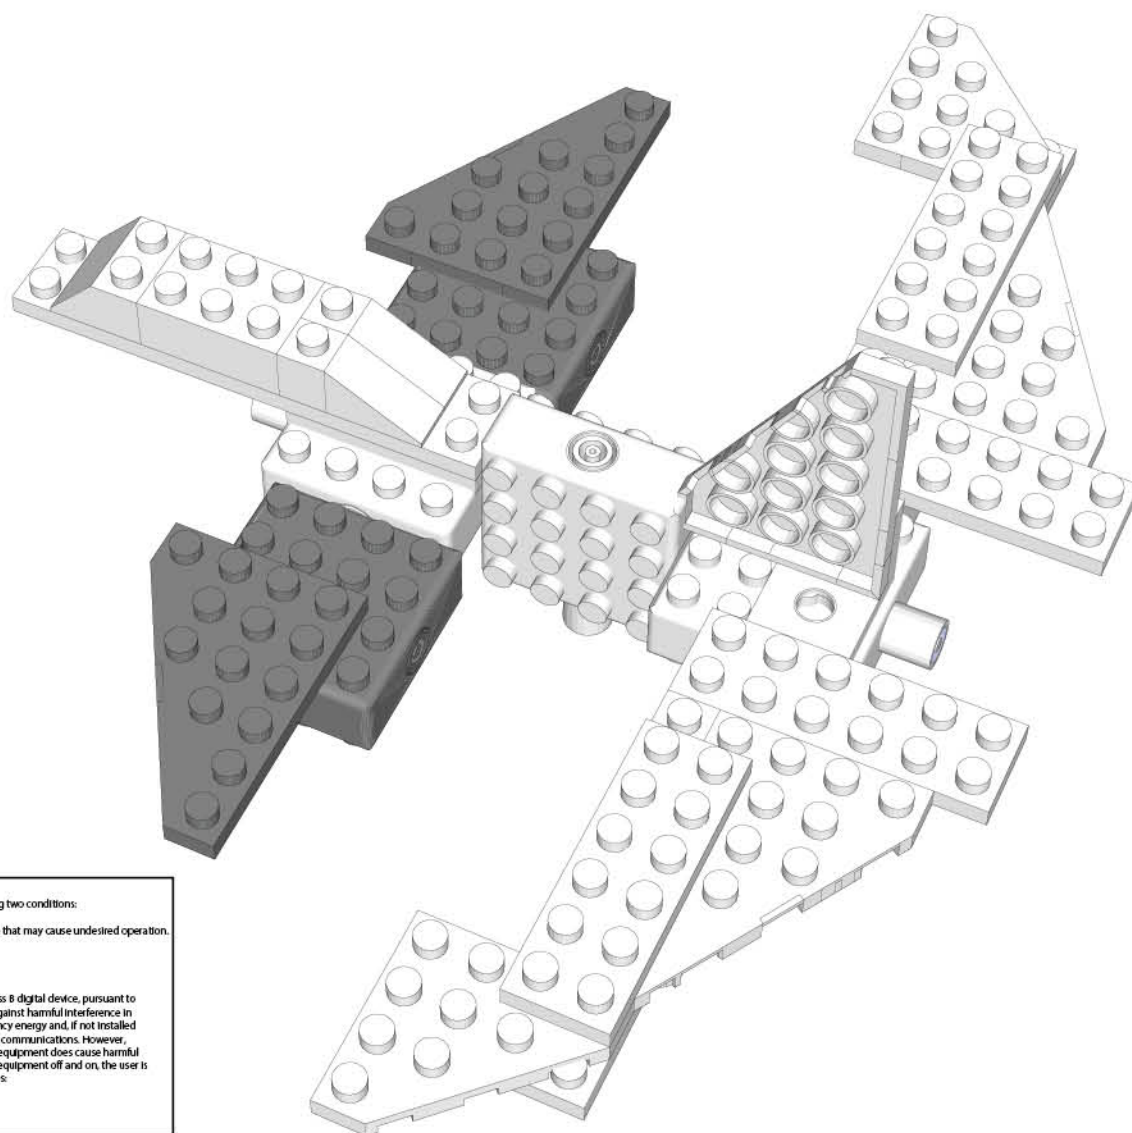 g two conditions:
that may cause undesired operation.
ss B digital device, pursuant to
gainst harmful interference in
ncy energy and, if not installed
communications. However,
equipment does cause harmful
equipment off and on, the user is
s: